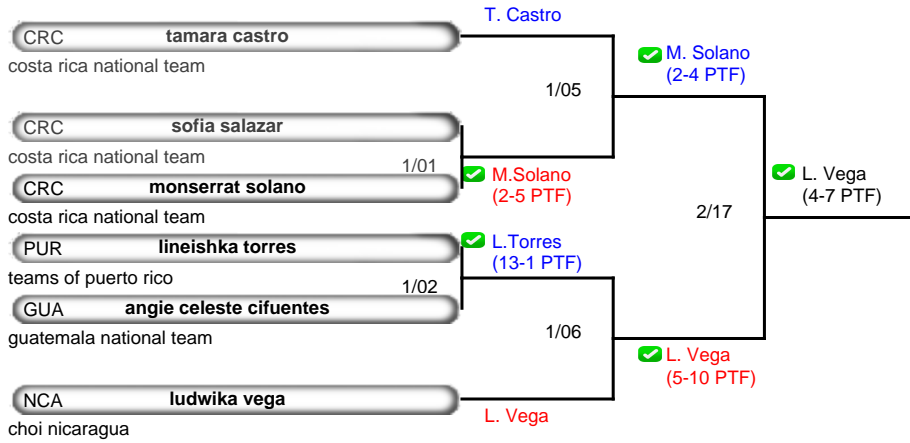 T. Castro
CRC tamara castro
costa rica national team
M. Solano
(2-4 PTF)
1/05
CRC sofia salazar
costa rica national team
1/01
CRC monserrat solano
costa rica national team
M.Solano
(2-5 PTF)
L. Vega
(4-7 PTF)
2/17
PUR lineishka torres
teams of puerto rico
L.Torres
(13-1 PTF)
1/02
GUA angie celeste cifuentes
guatemala national team
1/06
L. Vega
(5-10 PTF)
NCA ludwika vega
choi nicaragua
L. Vega